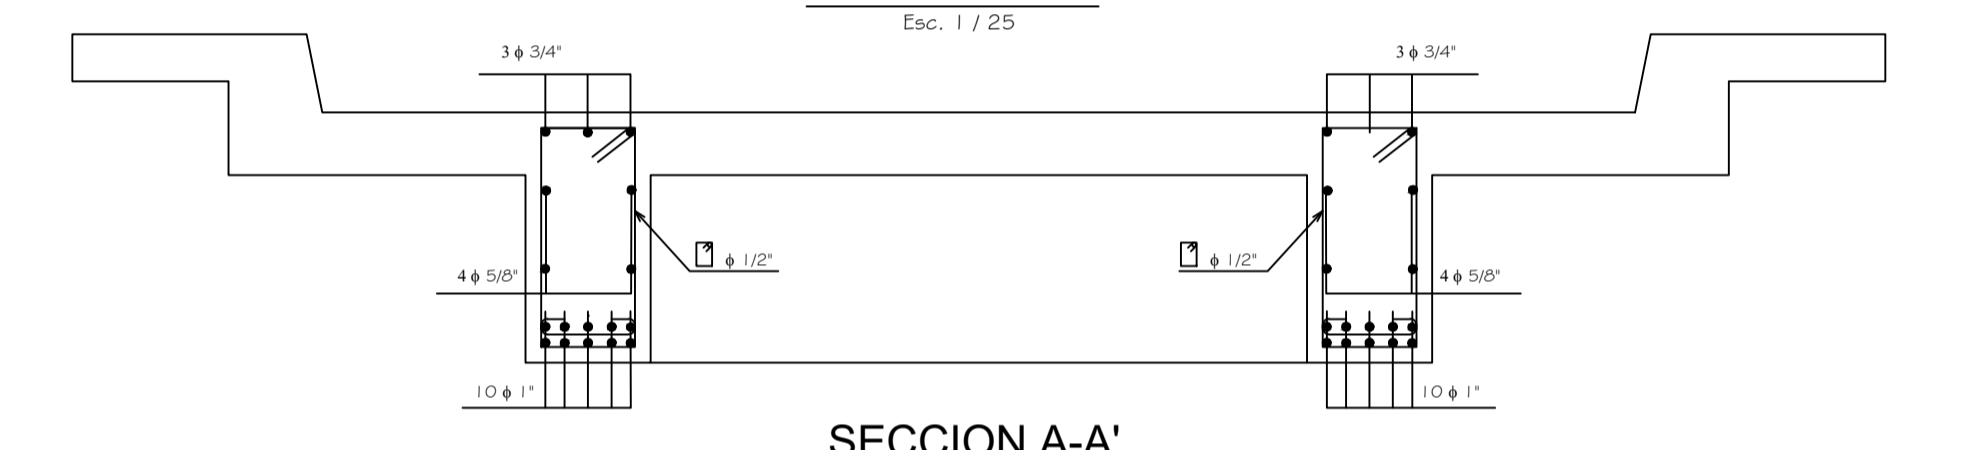 Esc. 1 / 25
3 ϕ 3/4"
3 ϕ 3/4"
ϕ 1/2"
ϕ 1/2"
4 ϕ 5/8"
4 ϕ 5/8"
10 ϕ 1"
10 ϕ 1"
SECCION A-A'